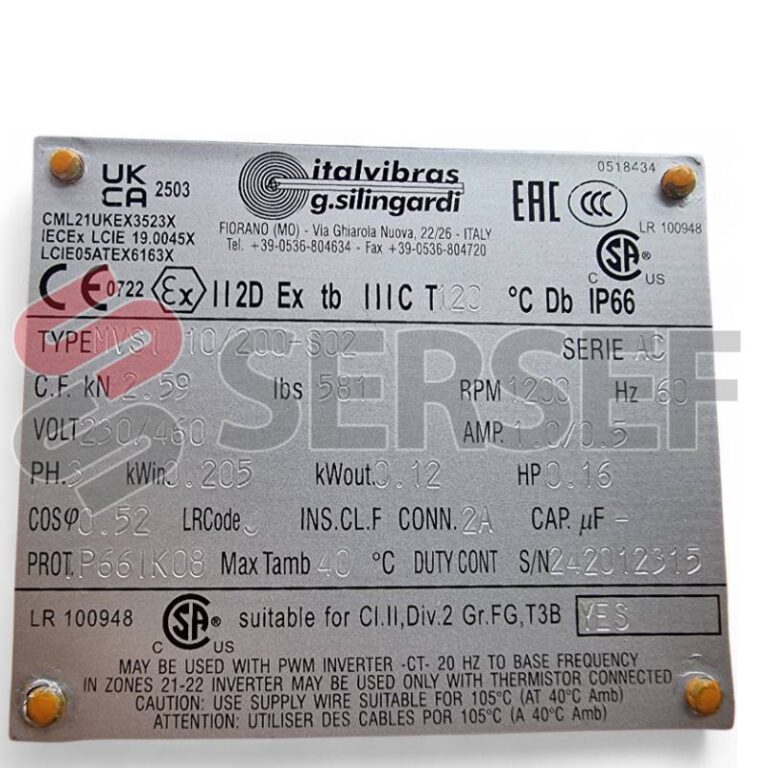 UK
CA 2503
italvibras
g.silingardi
0518434
CML21UKEX3523X
IECEx LCIE 19.0045X
LCIE05ATEX6163X
FIORANO (MO) - Via Ghiarola Nuova, 22/26 - ITALY
Tel. +39-0536-804634 - Fax +39-0536-804720
EAC CCC
LR 100948
C SA® US
CE 0722 Ex II2D Ex tb IIIC T120 °C Db IP66
TYPE MVSI 10/200-S02 SERIE AC
C.F. kN 2.59 lbs 581 RPM 1200 Hz 60
VOLT 230/460 AMP. 1.0/0.5
SERSEF
PH. 3 kWin. 0.205 kWout. 0.12 HP 0.16
COSφ 0.52 LRCode INS.CL.F CONN. 2A CAP. µF -
PROT. IP66IK08 Max Tamb 40 °C DUTY CONT S/N 242012315
LR 100948 C SA® US suitable for Cl.II,Div.2 Gr.FG,T3B YES
MAY BE USED WITH PWM INVERTER -CT- 20 HZ TO BASE FREQUENCY
IN ZONES 21-22 INVERTER MAY BE USED ONLY WITH THERMISTOR CONNECTED
CAUTION: USE SUPPLY WIRE SUITABLE FOR 105°C (AT 40°C Amb)
ATTENTION: UTILISER DES CABLES POR 105°C (A 40°C Amb)